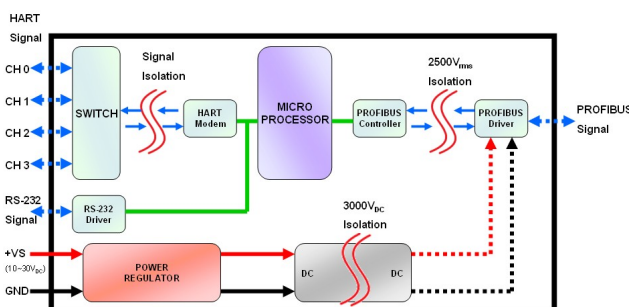 HART
Signal
CH 0
CH 1
CH 2
CH 3
SWITCH
Signal
Isolation
HART
Modem
MICRO
PROCESSOR
PROFIBUS
Controller
2500Vrms
Isolation
PROFIBUS
Driver
PROFIBUS
Signal
RS-232
Signal
RS-232
Driver
3000VDC
Isolation
+VS
(10~30VDC)
GND
POWER
REGULATOR
DC
DC